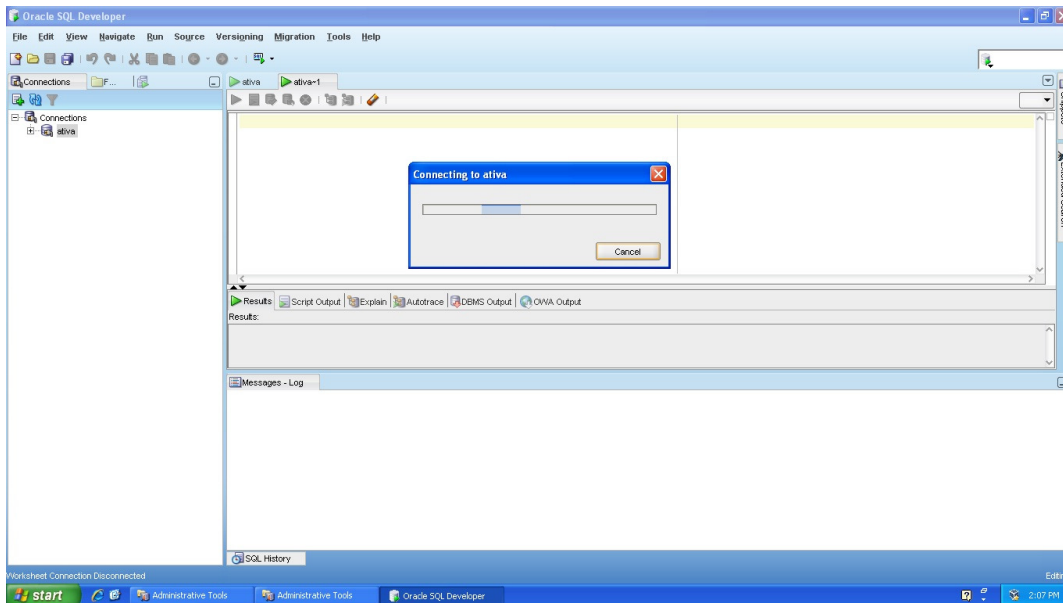 Oracle SQL Developer
File Edit View Navigate Run Source Versioning Migration Tools Help
Connections F...
ativa ativa~1
Connections
ativa
Connecting to ativa
Cancel
Results Script Output Explain Autotrace DBMS Output OWA Output
Results:
Messages - Log
SQL History
Worksheet Connection Disconnected
start Administrative Tools Administrative Tools Oracle SQL Developer 2:07 PM